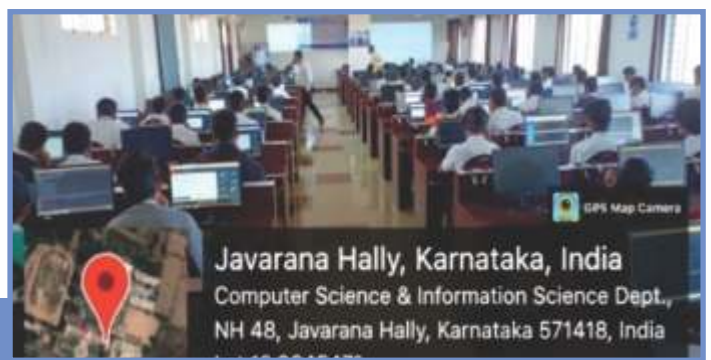 GPS Map Camera
Javarana Hally, Karnataka, India
Computer Science & Information Science Dept.,
NH 48, Javarana Hally, Karnataka 571418, India